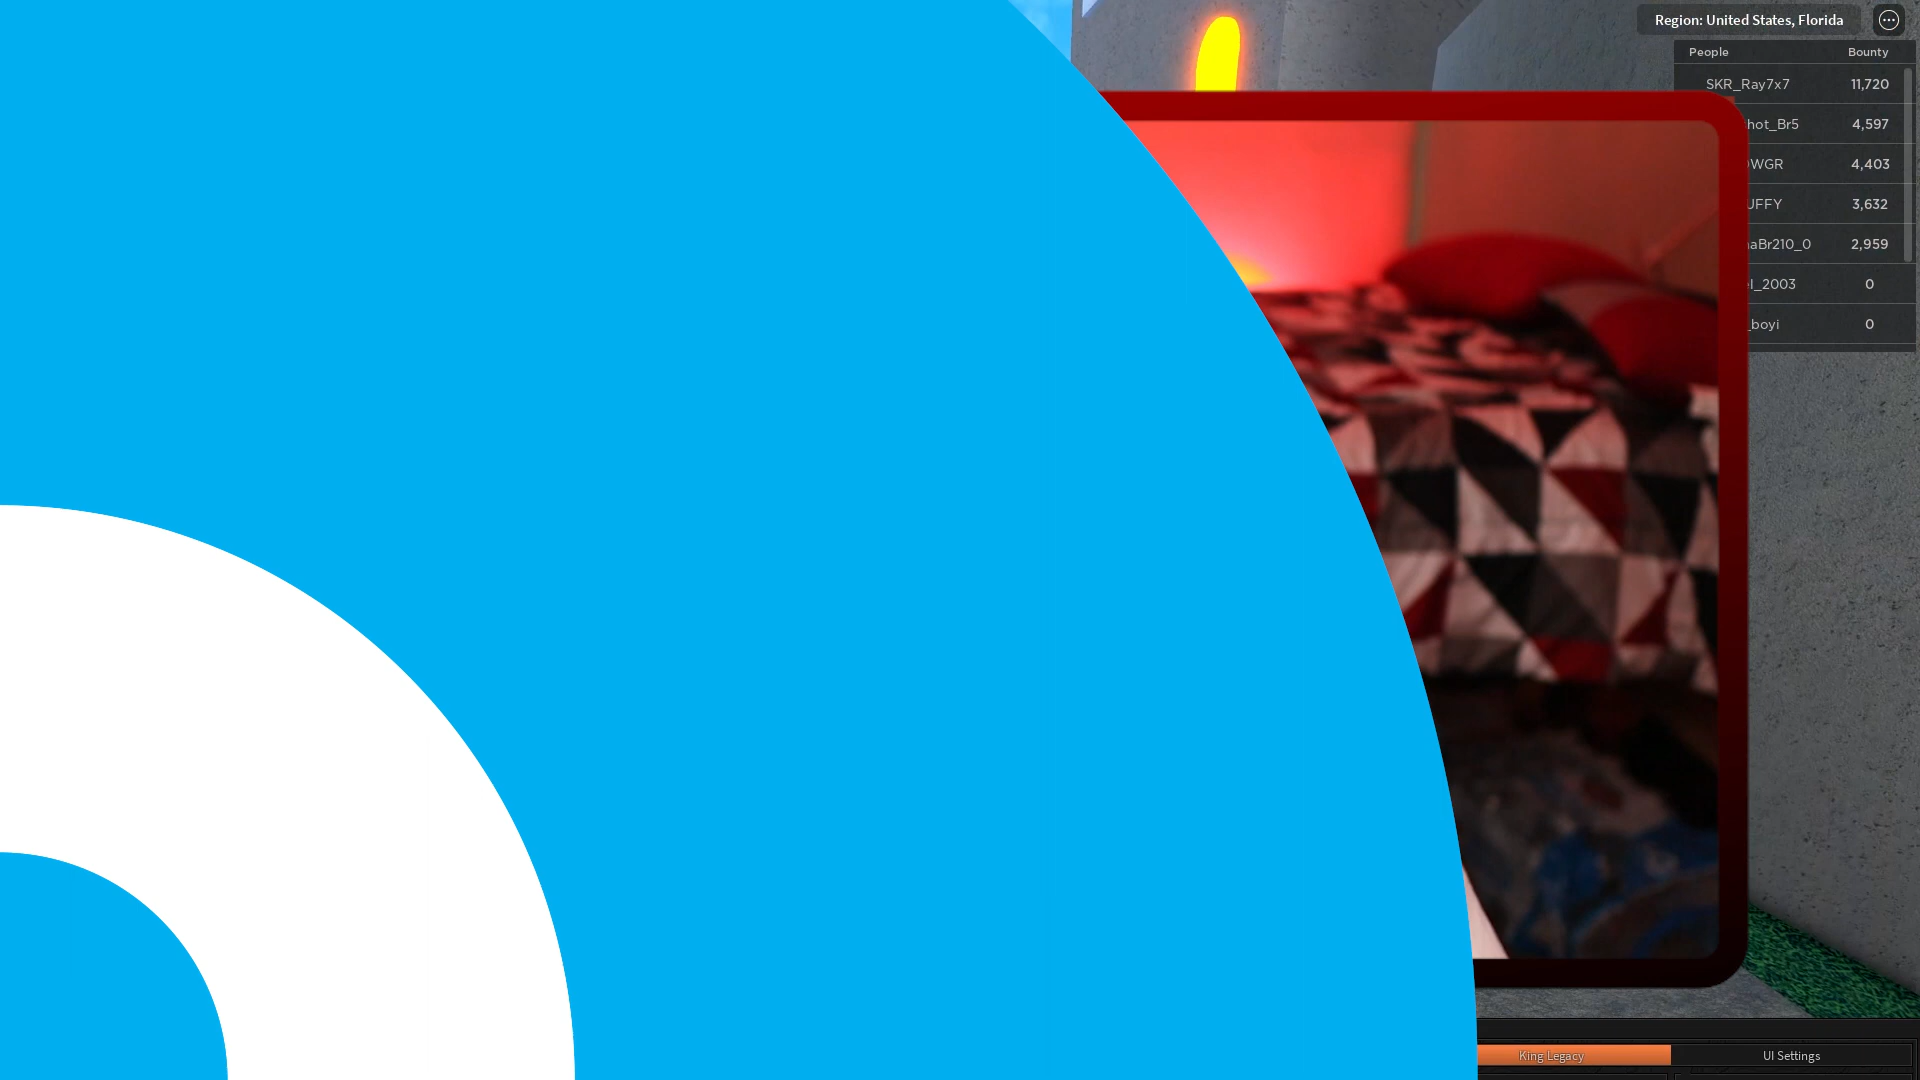 Region: United States, Florida
People Bounty
SKR_Ray7x7 11,720
hot_Br5 4,597
WGR 4,403
UFFY 3,632
aBr210_0 2,959
l_2003 0
_boyi 0
King Legacy UI Settings